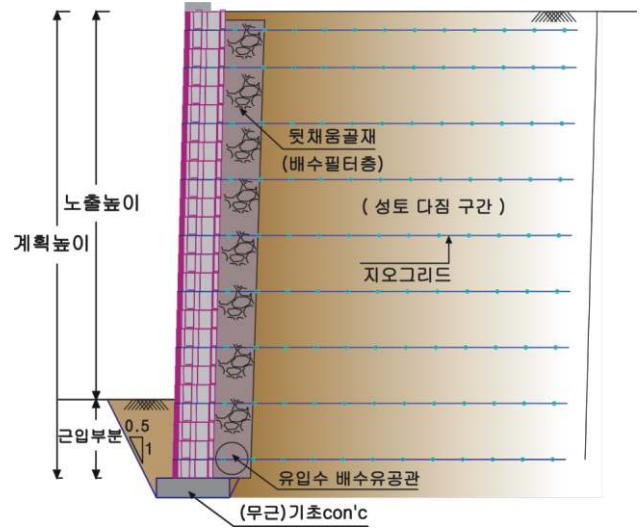 뒷채움골재
(배수필터층)
노출높이
( 성토 다짐 구간 )
계획높이
지오그리드
0.5
근입부분
1
유입수 배수유공관
(무근)기초con'c